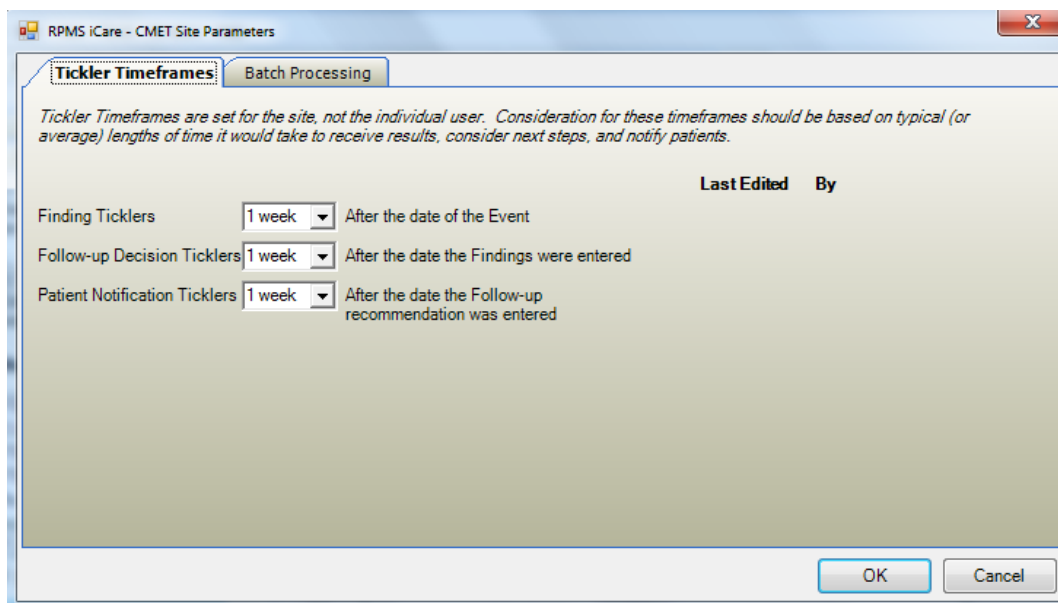 RPMS iCare - CMET Site Parameters
X
Tickler Timeframes Batch Processing
Tickler Timeframes are set for the site, not the individual user. Consideration for these timeframes should be based on typical (or
average) lengths of time it would take to receive results, consider next steps, and notify patients.
Last Edited By
Finding Ticklers 1 week After the date of the Event
Follow-up Decision Ticklers 1 week After the date the Findings were entered
Patient Notification Ticklers 1 week After the date the Follow-up
recommendation was entered
OK Cancel